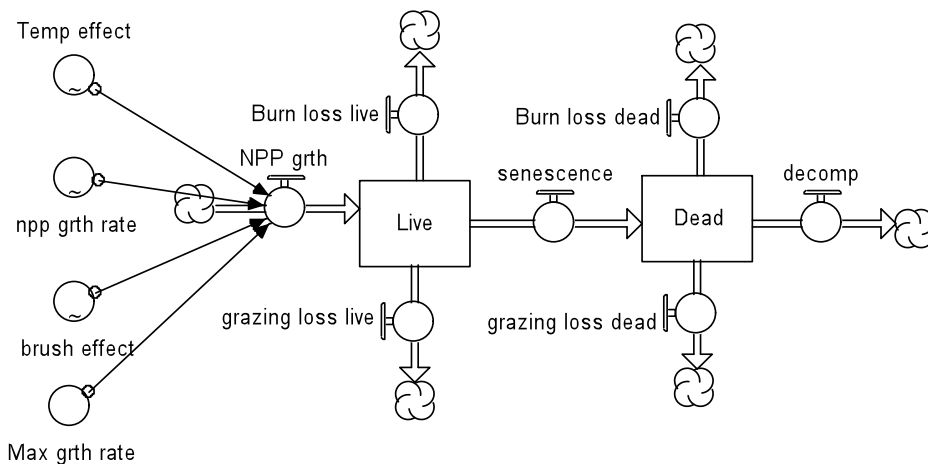 Temp effect
Burn loss live
Burn loss dead
NPP grth
senescence
decomp
npp grth rate
Live
Dead
grazing loss live
grazing loss dead
brush effect
Max grth rate